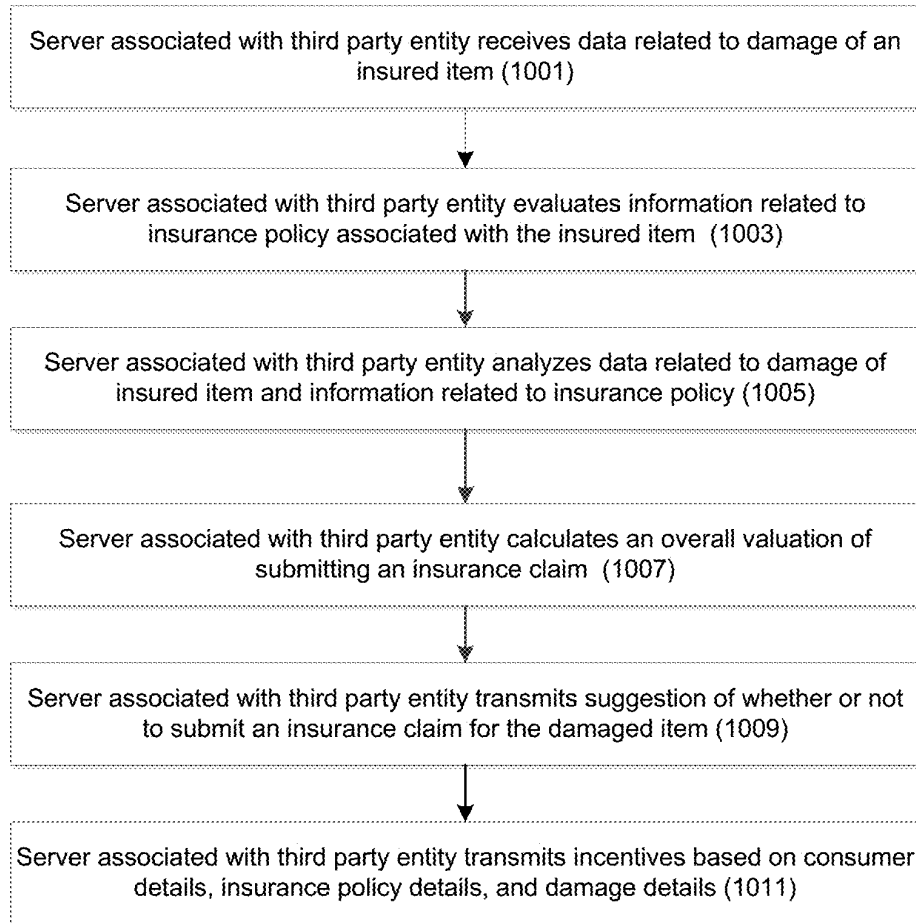 Server associated with third party entity receives data related to damage of an
insured item (1001)
Server associated with third party entity evaluates information related to
insurance policy associated with the insured item (1003)
Server associated with third party entity analyzes data related to damage of
insured item and information related to insurance policy (1005)
Server associated with third party entity calculates an overall valuation of
submitting an insurance claim (1007)
Server associated with third party entity transmits suggestion of whether or not
to submit an insurance claim for the damaged item (1009)
Server associated with third party entity transmits incentives based on consumer
details, insurance policy details, and damage details (1011)